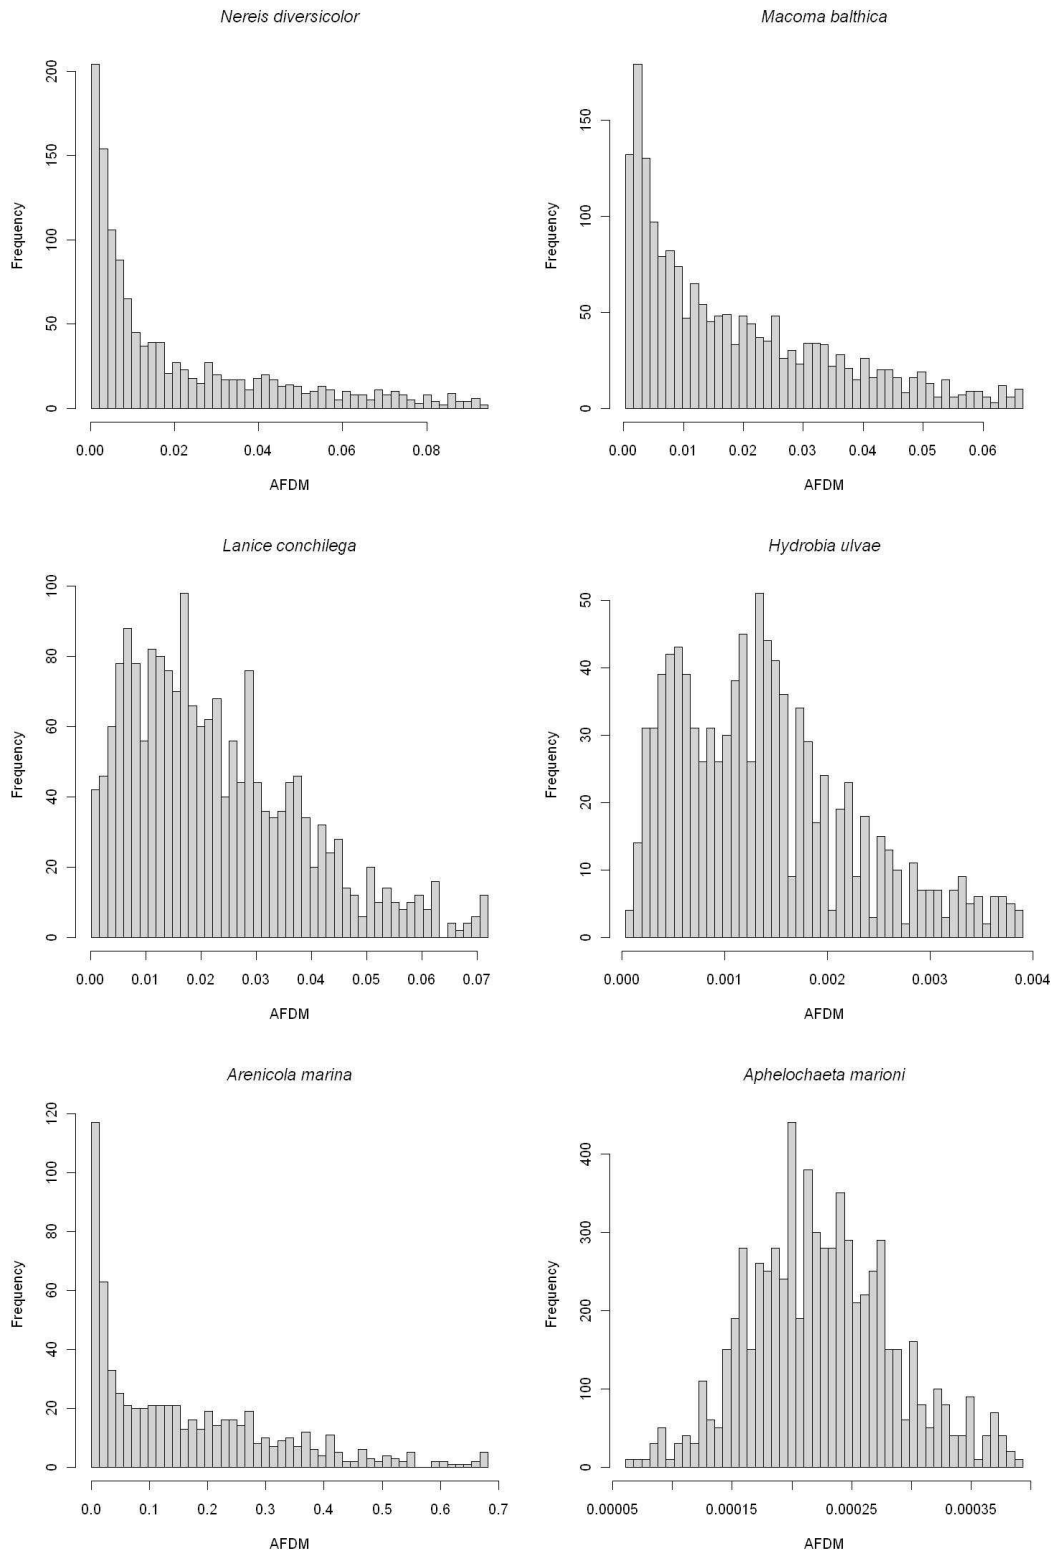 Nereis diversicolor
Frequency
0 50 100 150 200
0.00 0.02 0.04 0.06 0.08
AFDM
Macoma balthica
Frequency
0 50 100 150
0.00 0.01 0.02 0.03 0.04 0.05 0.06
AFDM
Lanice conchilega
Frequency
0 20 40 60 80 100
0.00 0.01 0.02 0.03 0.04 0.05 0.06 0.07
AFDM
Hydrobia ulvae
Frequency
0 10 20 30 40 50
0.000 0.001 0.002 0.003 0.004
AFDM
Arenicola marina
Frequency
0 20 40 60 80 100 120
0.0 0.1 0.2 0.3 0.4 0.5 0.6 0.7
AFDM
Aphelochaeta marioni
Frequency
0 100 200 300 400
0.00005 0.00015 0.00025 0.00035
AFDM